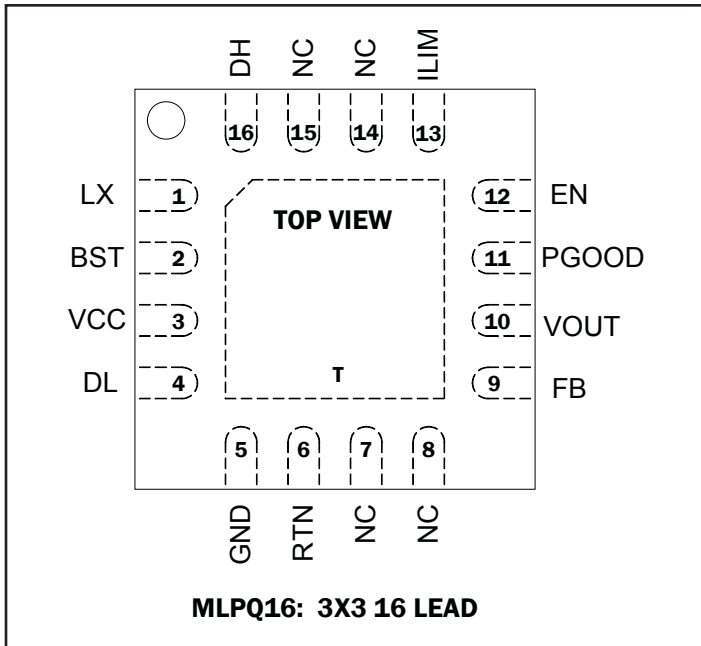 DH NC NC ILIM
16 15 14 13
LX 1 12 EN
TOP VIEW
BST 2 11 PGOOD
VCC 3 10 VOUT
T
DL 4 9 FB
5 6 7 8
GND RTN NC NC
MLPQ16: 3X3 16 LEAD